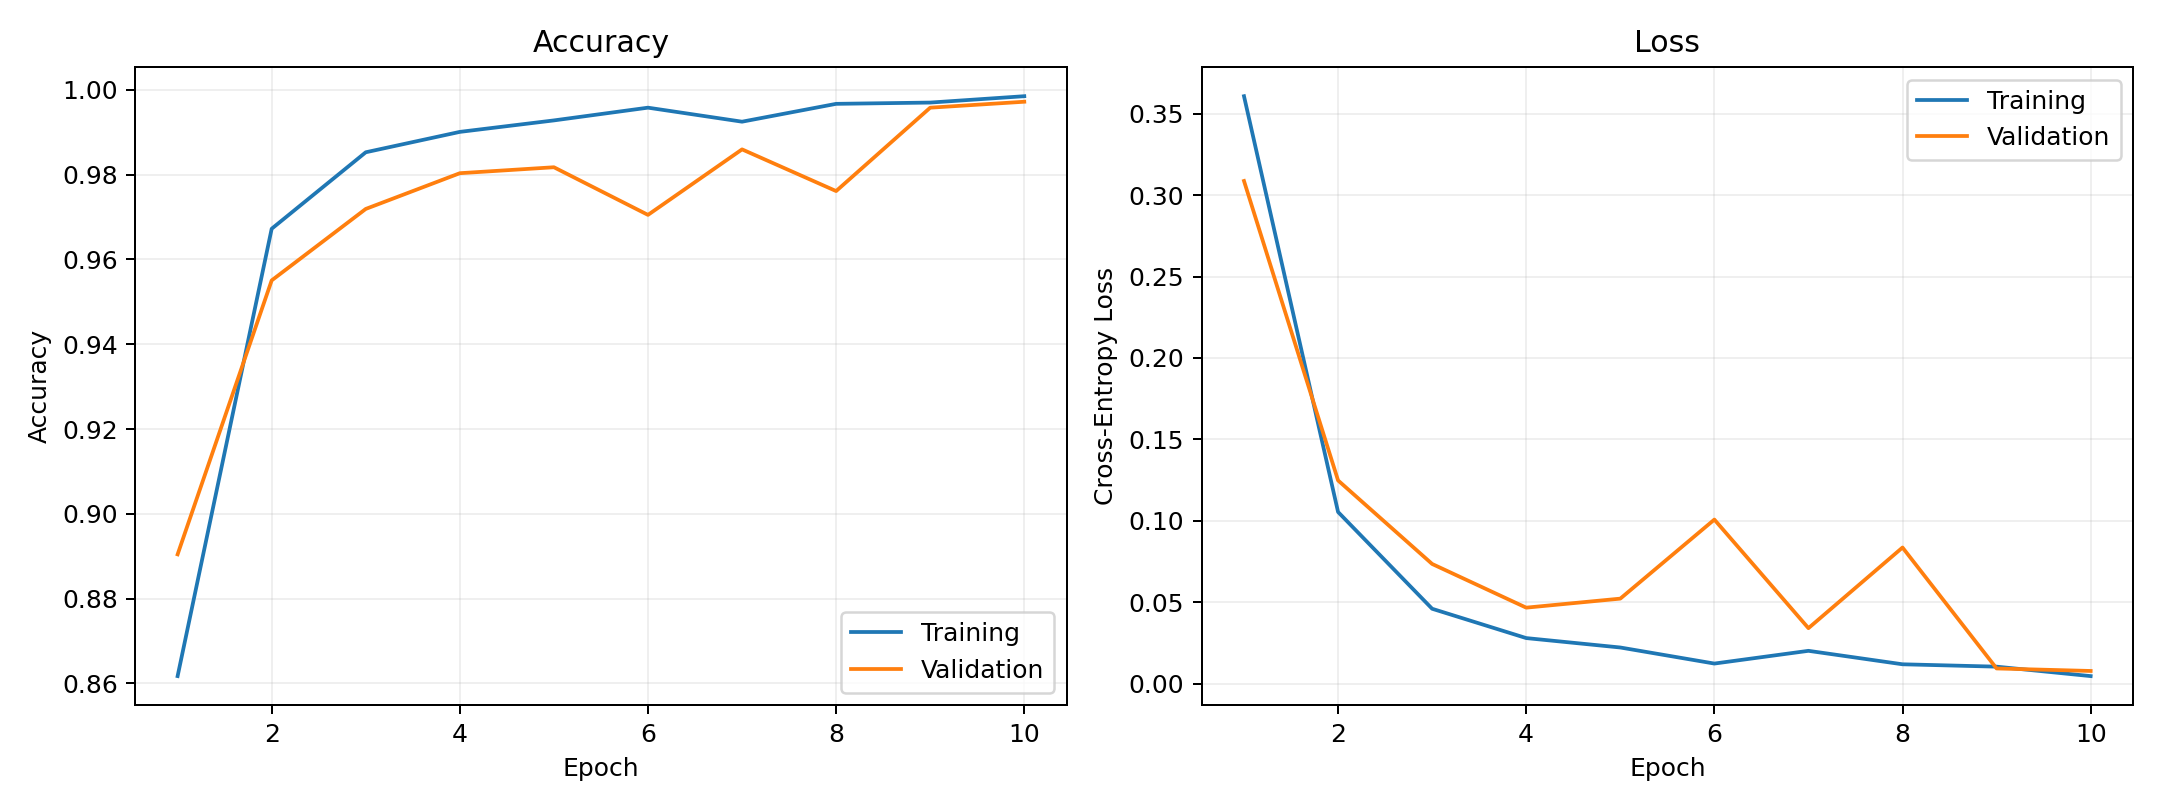 Accuracy
1.00
0.98
0.96
0.94
0.92
0.90
0.88
0.86
Accuracy
Training
Validation
2 4 6 8 10
Epoch
Loss
0.35
0.30
0.25
0.20
0.15
0.10
0.05
0.00
Cross-Entropy Loss
Training
Validation
2 4 6 8 10
Epoch